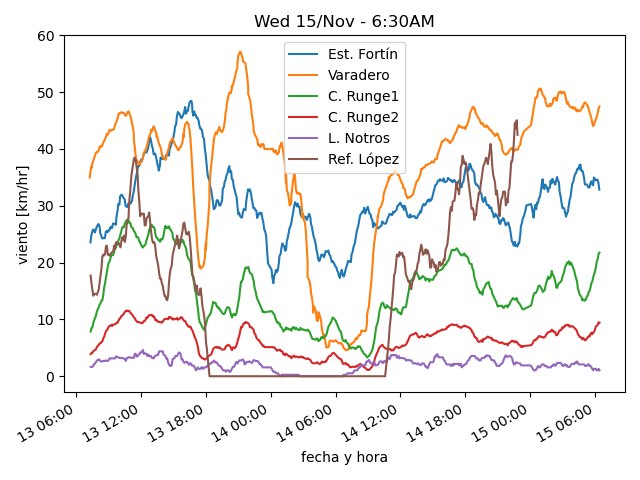 Wed 15/Nov - 6:30AM
60
50
40
30
20
10
0
viento [km/hr]
Est. Fortín
Varadero
C. Runge1
C. Runge2
L. Notros
Ref. López
13 06:00
13 12:00
13 18:00
14 00:00
14 06:00
14 12:00
14 18:00
15 00:00
15 06:00
fecha y hora